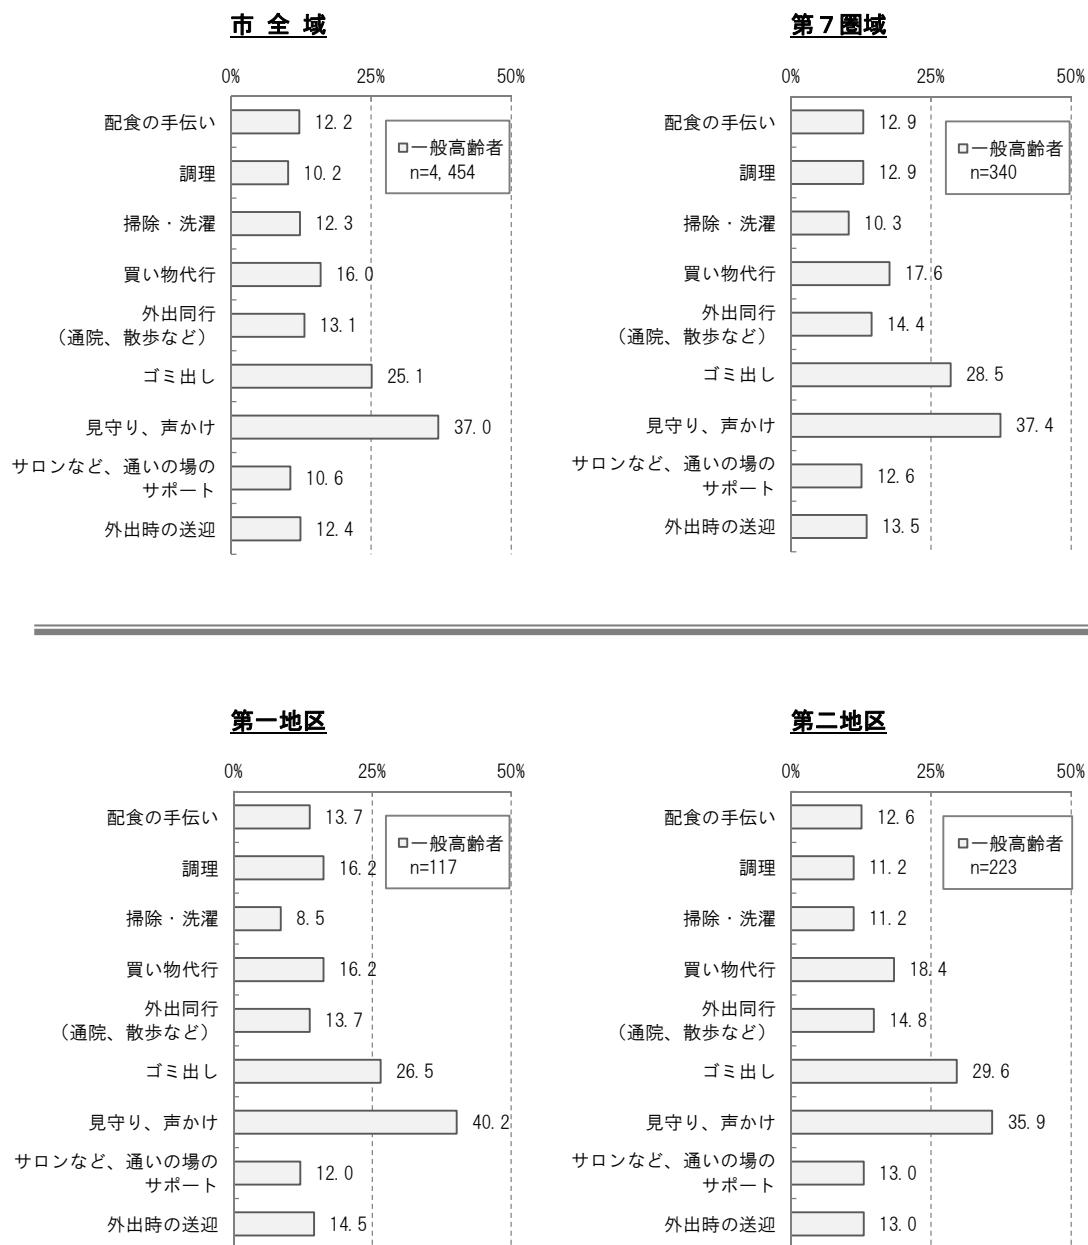 市 全 域
0% 25% 50%
配食の手伝い 12.2
調理 10.2
掃除・洗濯 12.3
買い物代行 16.0
外出同行
（通院、散歩など） 13.1
ゴミ出し 25.1
見守り、声かけ 37.0
サロンなど、通いの場の
サポート 10.6
外出時の送迎 12.4
一般高齢者
n=4,454
第７圏域
0% 25% 50%
配食の手伝い 12.9
調理 12.9
掃除・洗濯 10.3
買い物代行 17.6
外出同行
（通院、散歩など） 14.4
ゴミ出し 28.5
見守り、声かけ 37.4
サロンなど、通いの場の
サポート 12.6
外出時の送迎 13.5
一般高齢者
n=340
第一地区
0% 25% 50%
配食の手伝い 13.7
調理 16.2
掃除・洗濯 8.5
買い物代行 16.2
外出同行
（通院、散歩など） 13.7
ゴミ出し 26.5
見守り、声かけ 40.2
サロンなど、通いの場の
サポート 12.0
外出時の送迎 14.5
一般高齢者
n=117
第二地区
0% 25% 50%
配食の手伝い 12.6
調理 11.2
掃除・洗濯 11.2
買い物代行 18.4
外出同行
（通院、散歩など） 14.8
ゴミ出し 29.6
見守り、声かけ 35.9
サロンなど、通いの場の
サポート 13.0
外出時の送迎 13.0
一般高齢者
n=223